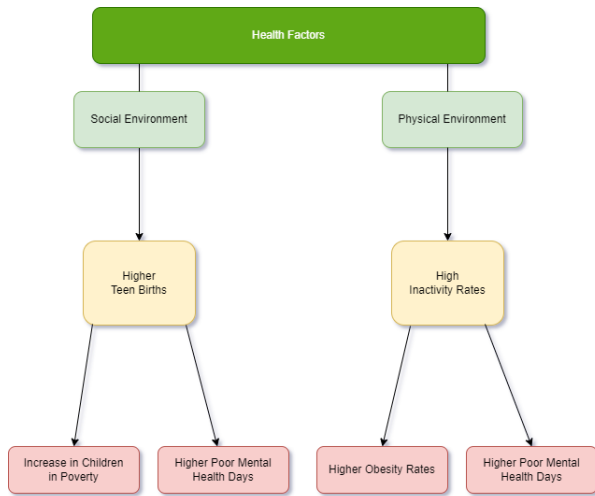 Health Factors
Social Environment
Physical Environment
Higher
Teen Births
High
Inactivity Rates
Increase in Children
in Poverty
Higher Poor Mental
Health Days
Higher Obesity Rates
Higher Poor Mental
Health Days